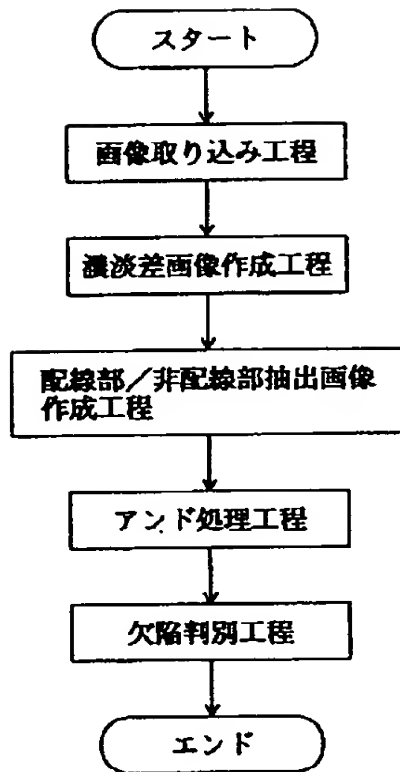 スタート
画像取り込み工程
濃淡差画像作成工程
配線部／非配線部抽出画像
作成工程
アンド処理工程
欠陥判別工程
エンド